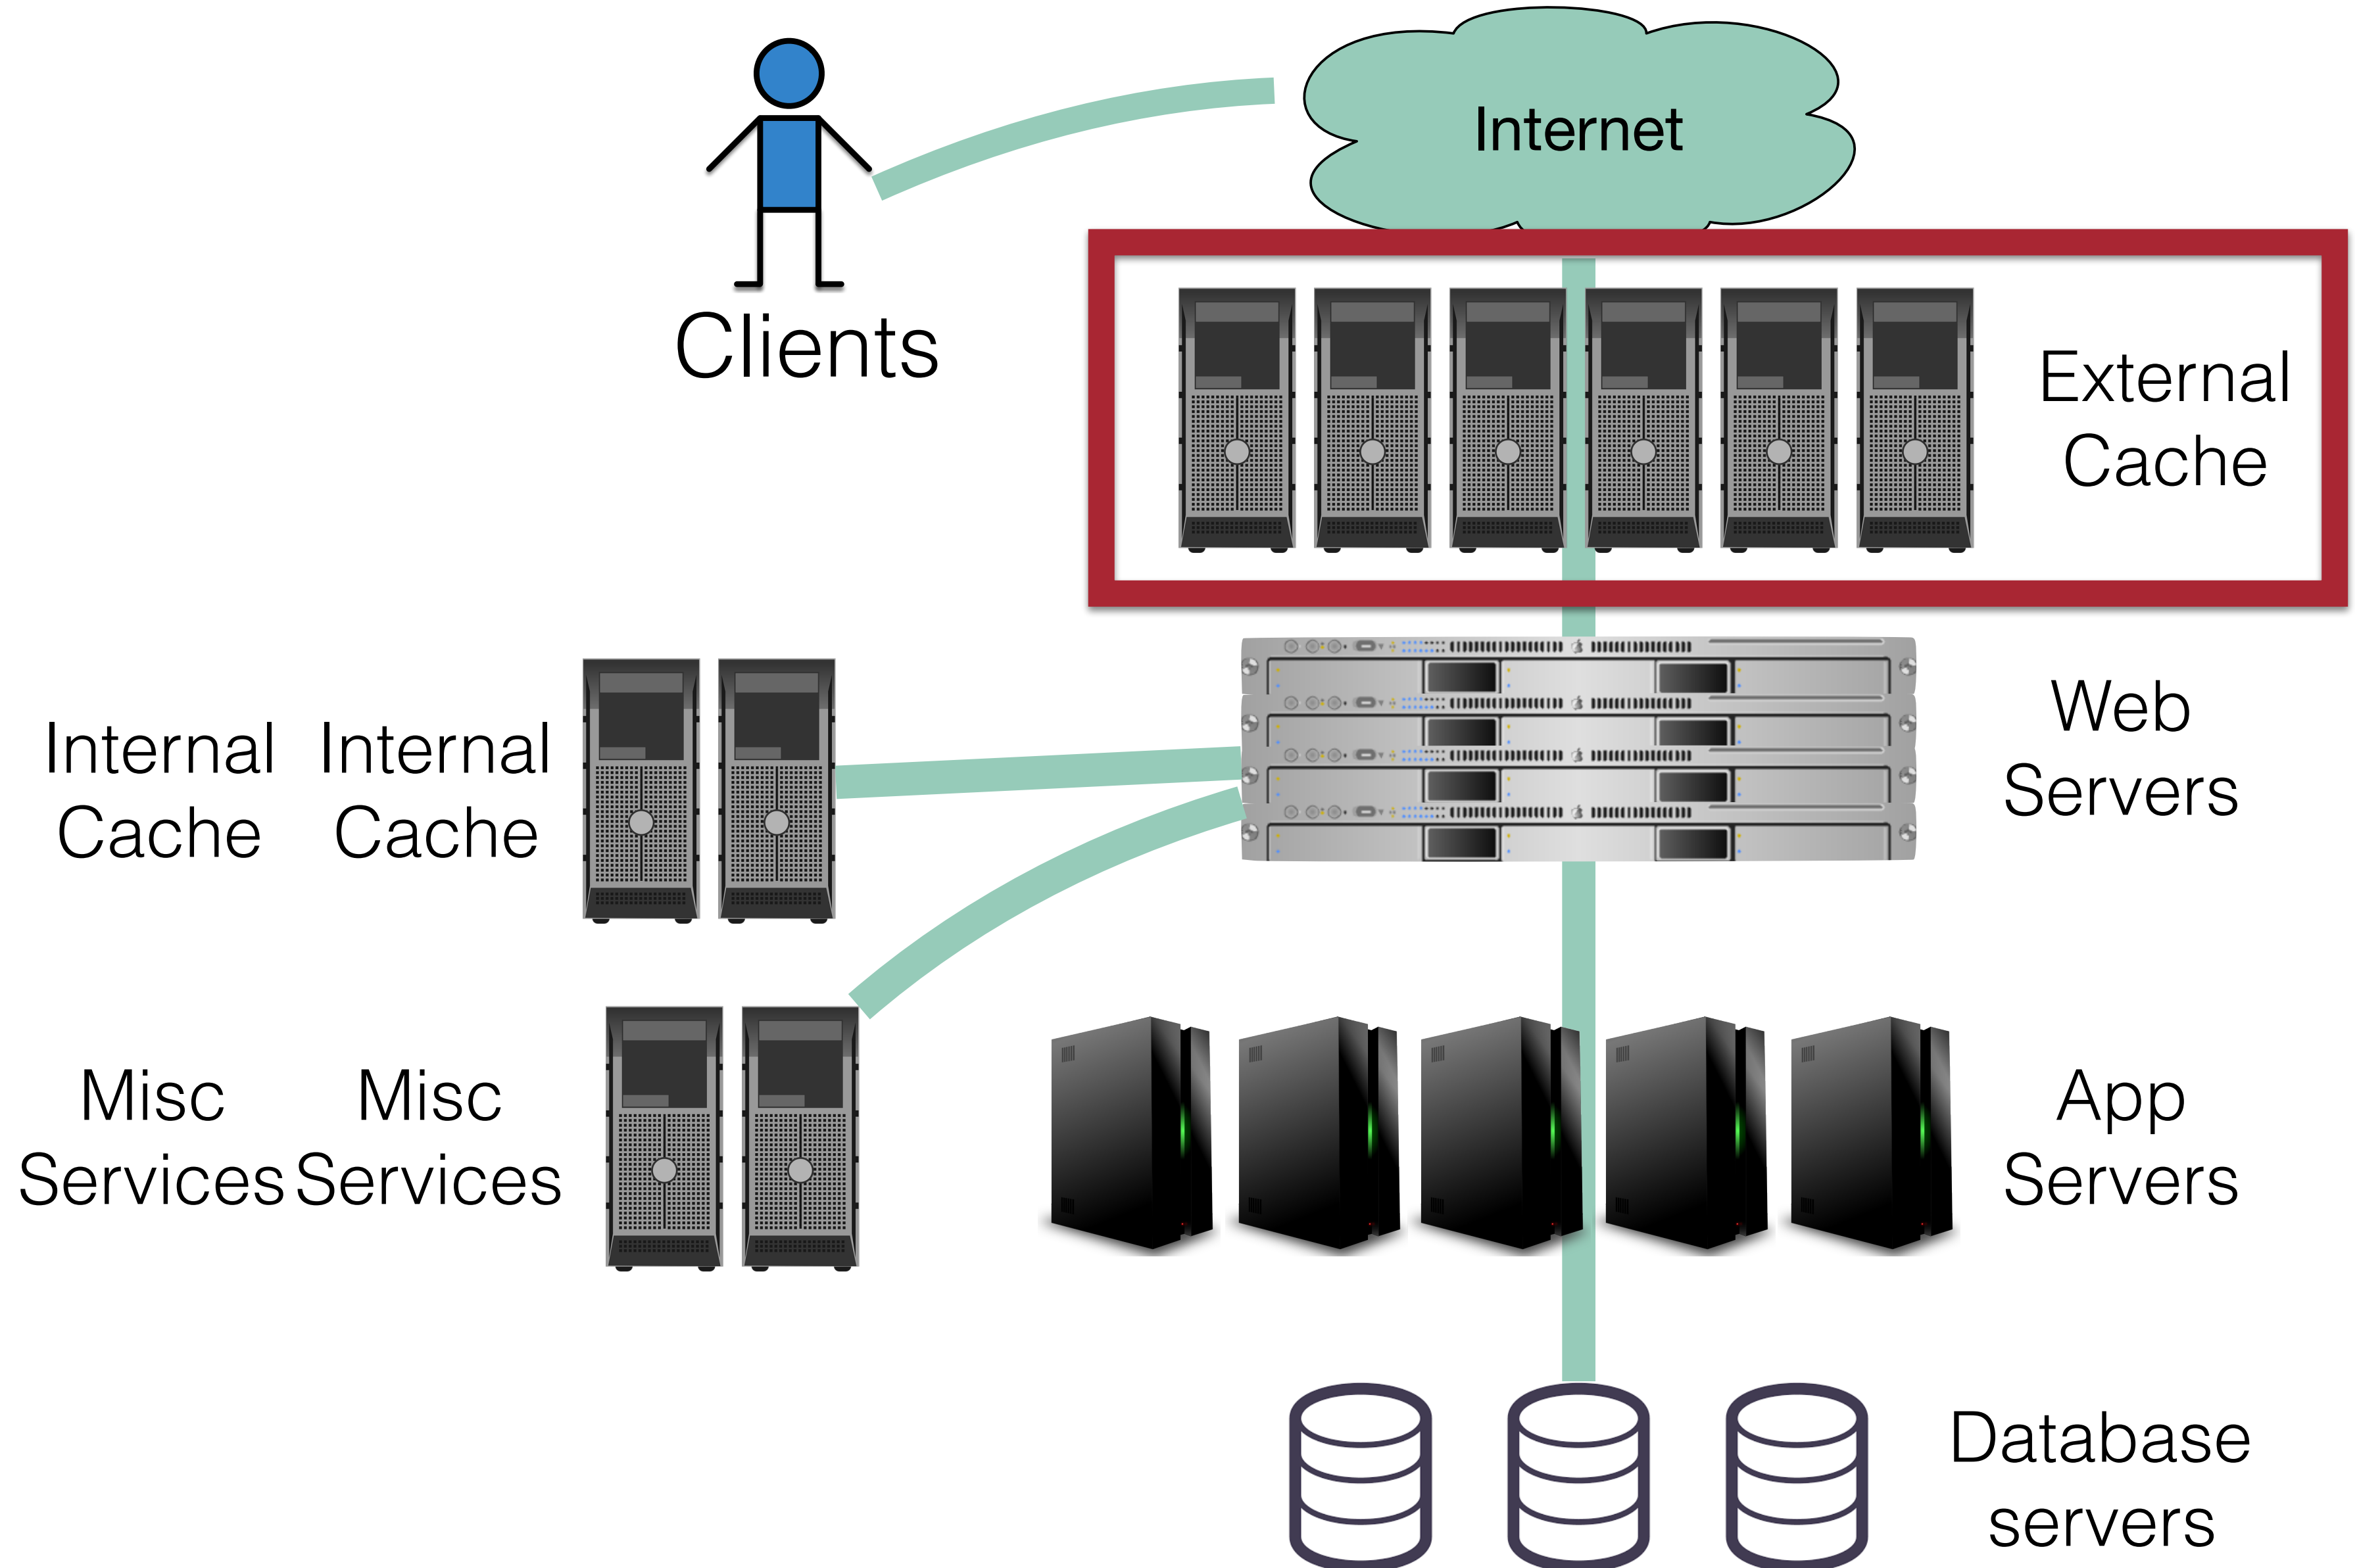 Internet
Clients
External
Cache
Web
Servers
Internal
Cache
Internal
Cache
Misc
Services
Misc
Services
App
Servers
Database
servers